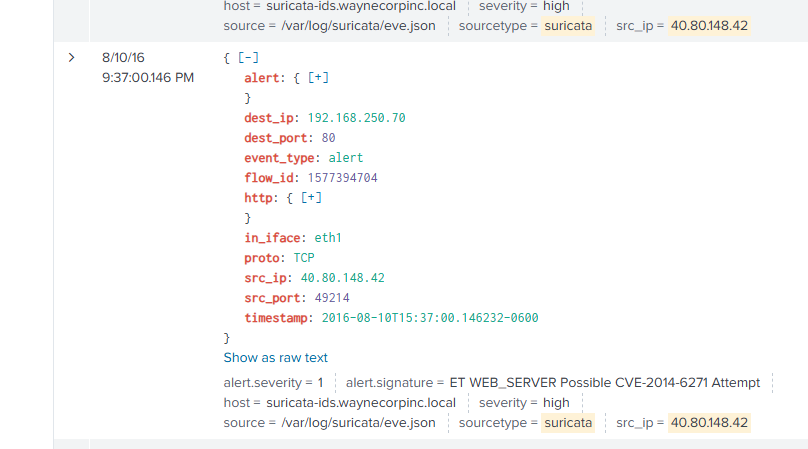 host = suricata-ids.waynecorpinc.local severity = high
source = /var/log/suricata/eve.json sourcetype = suricata src_ip = 40.80.148.42
> 8/10/16 { [-]
9:37:00.146 PM alert: { [+]
}
dest_ip: 192.168.250.70
dest_port: 80
event_type: alert
flow_id: 1577394704
http: { [+]
}
in_iface: eth1
proto: TCP
src_ip: 40.80.148.42
src_port: 49214
timestamp: 2016-08-10T15:37:00.146232-0600
}
Show as raw text
alert.severity = 1 alert.signature = ET WEB_SERVER Possible CVE-2014-6271 Attempt
host = suricata-ids.waynecorpinc.local severity = high
source = /var/log/suricata/eve.json sourcetype = suricata src_ip = 40.80.148.42